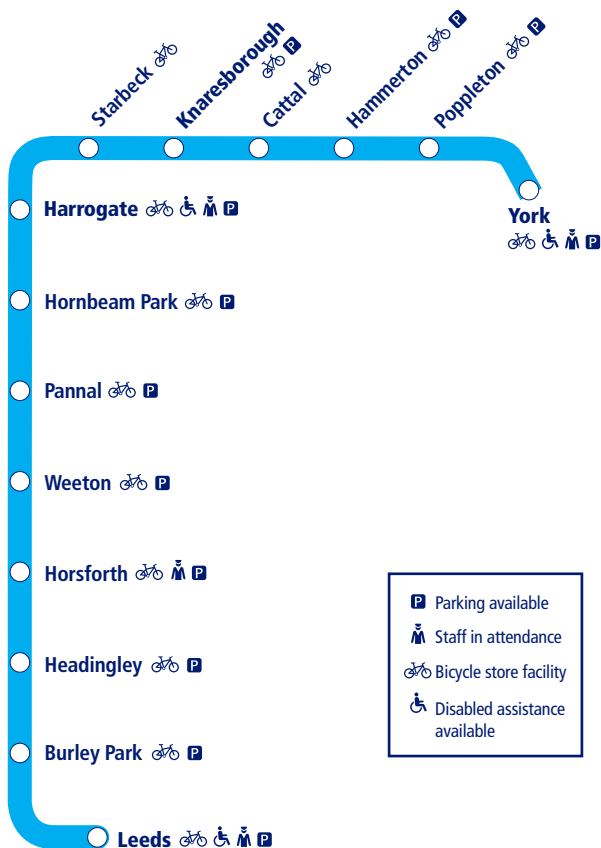 Starbeck
Knaresborough
P
Cattal
Hammerton P
Poppleton P
Harrogate P
York
P
Hornbeam Park P
Pannal P
Weeton P
Horsforth P
Headingley P
Burley Park P
Leeds P
P Parking available
Staff in attendance
Bicycle store facility
Disabled assistance
available